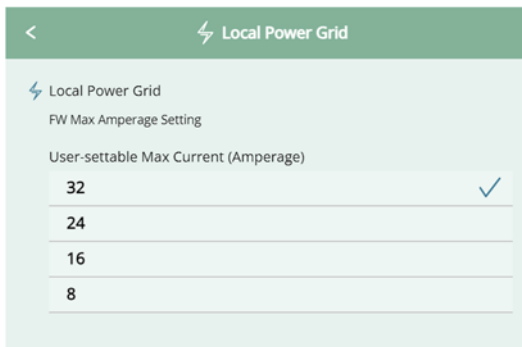 Local Power Grid
Local Power Grid
FW Max Amperage Setting
User-settable Max Current (Amperage)
32
24
16
8